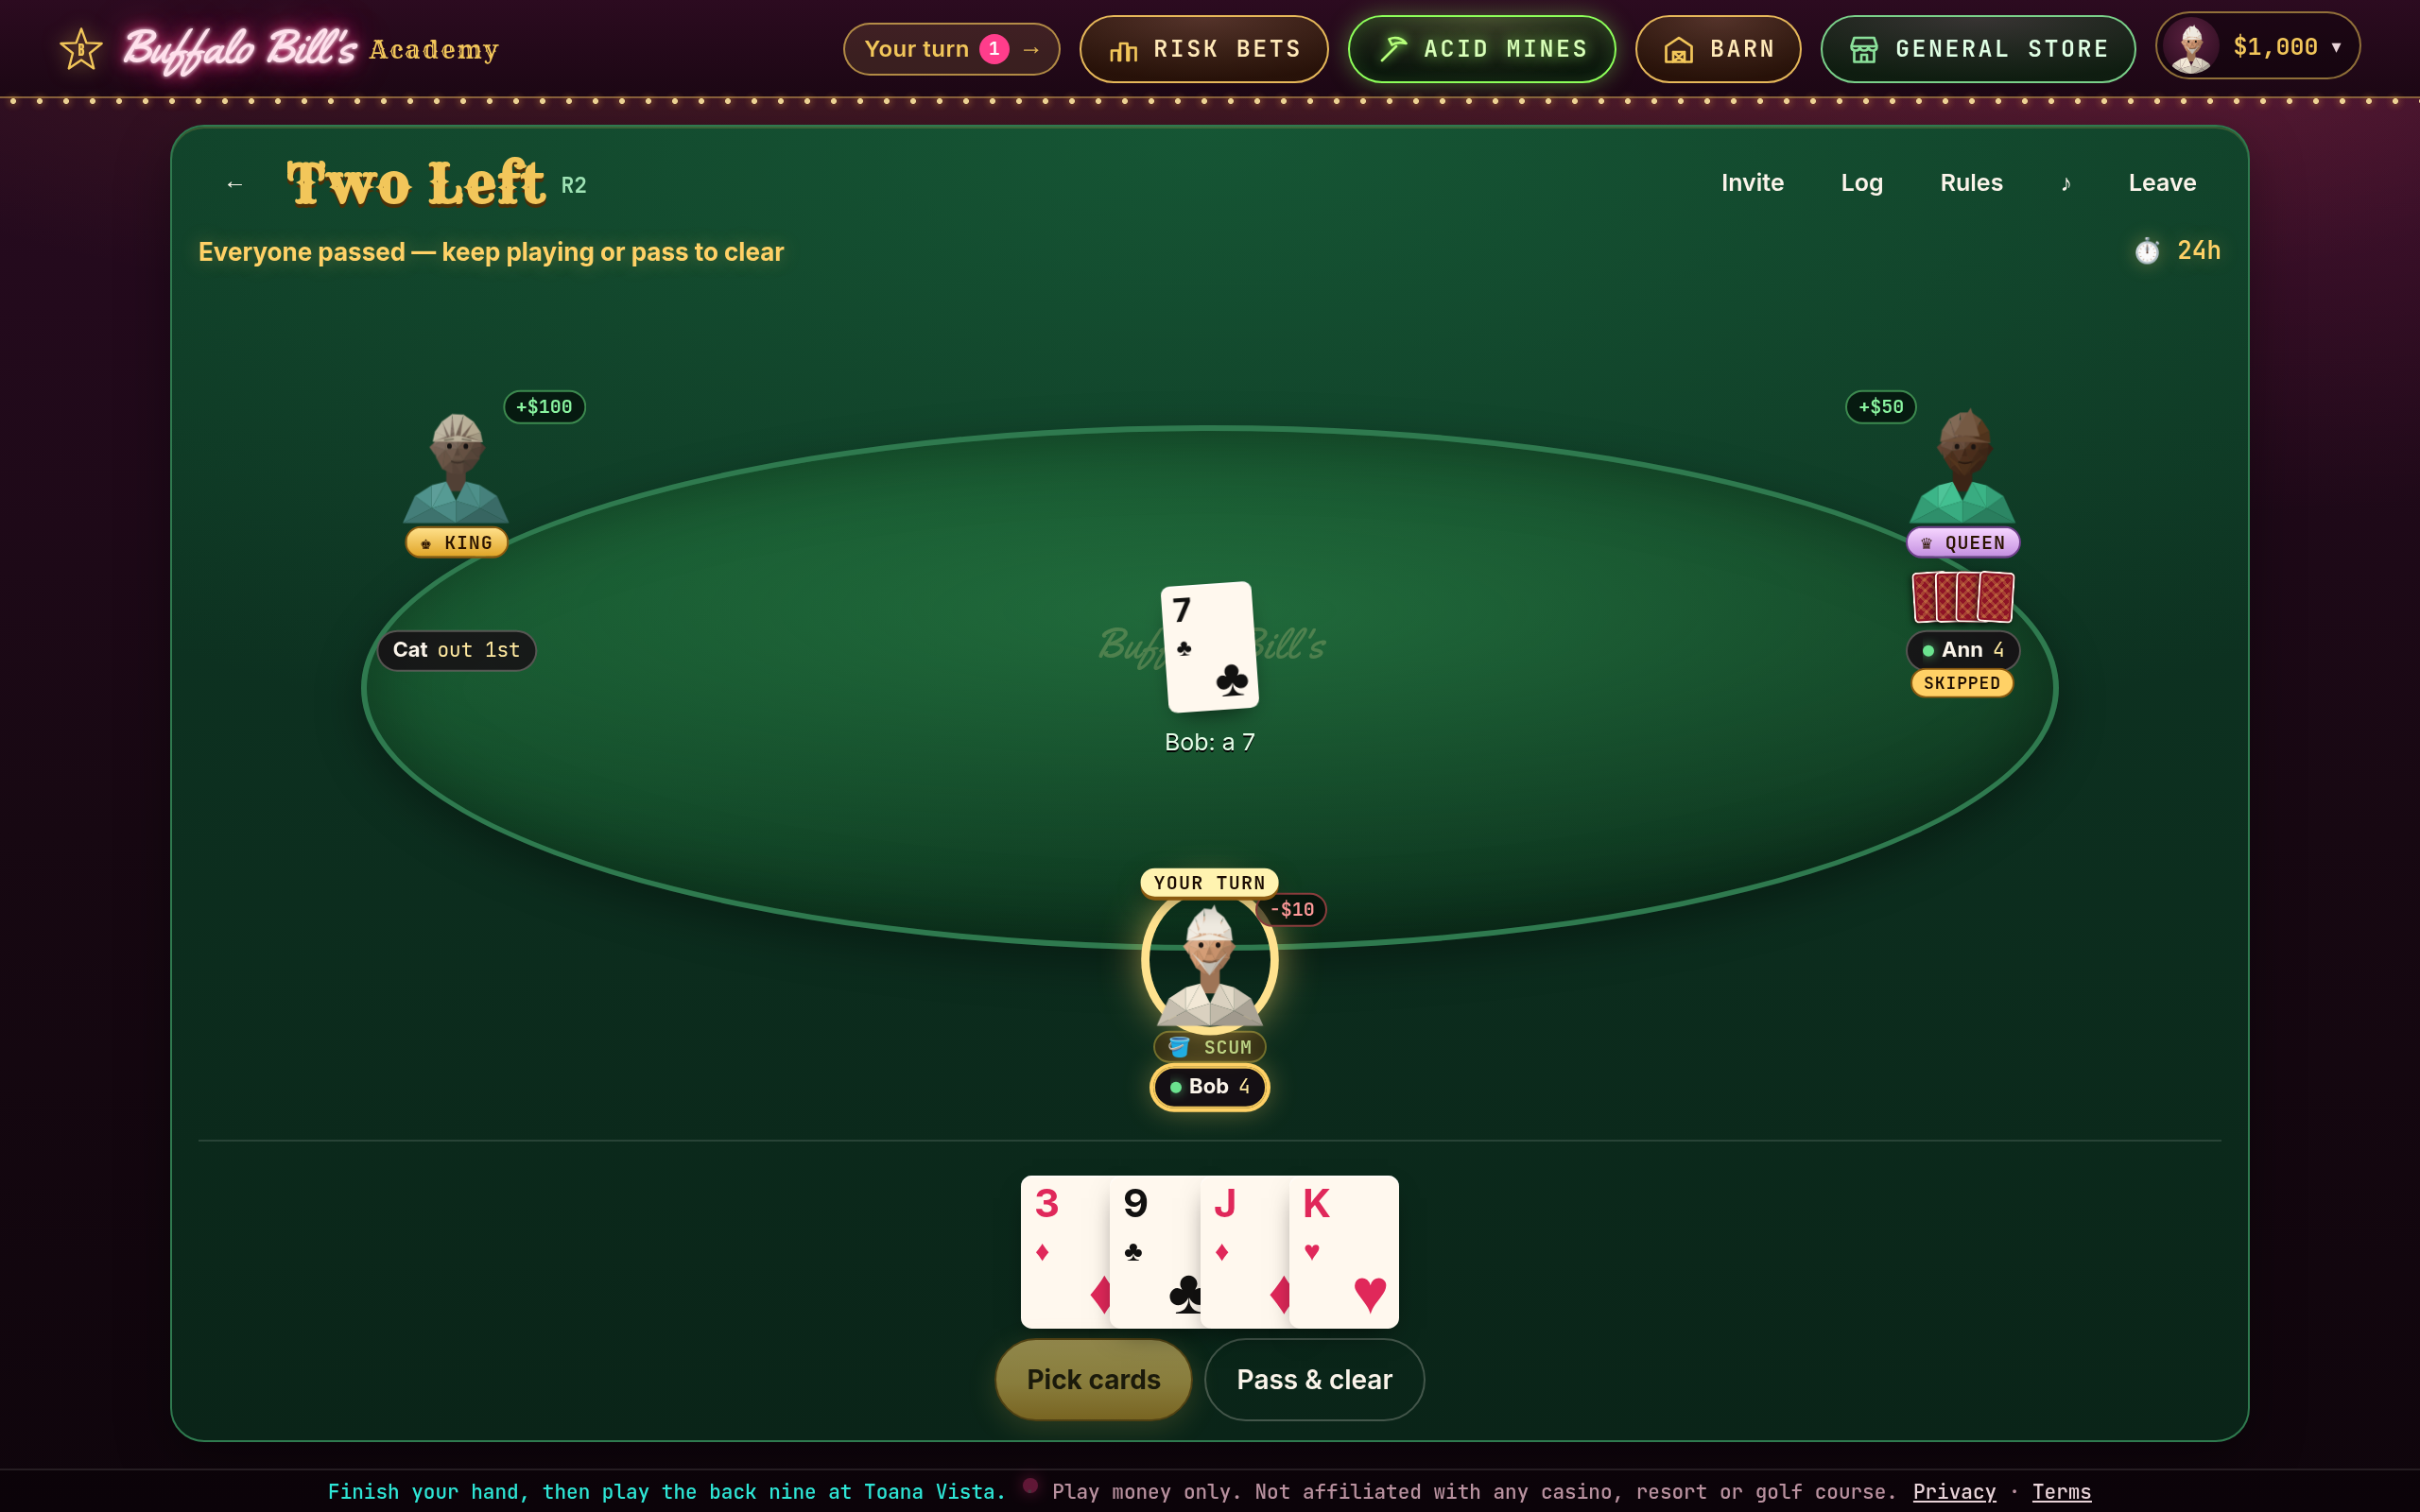 B Buffalo Bill's Academy
Your turn 1 → RISK BETS ACID MINES BARN GENERAL STORE $1,000 ▼
← Two Left R2 Invite Log Rules ♪ Leave
Everyone passed — keep playing or pass to clear 24h
+$100 +$50
♚ KING ♛ QUEEN
7
Buffalo Bill's
Cat out 1st
Ann 4
SKIPPED
Bob: a 7
YOUR TURN
-$10
SCUM
Bob 4
3 9 J K
Pick cards Pass & clear
Finish your hand, then play the back nine at Toana Vista. Play money only. Not affiliated with any casino, resort or golf course. Privacy · Terms